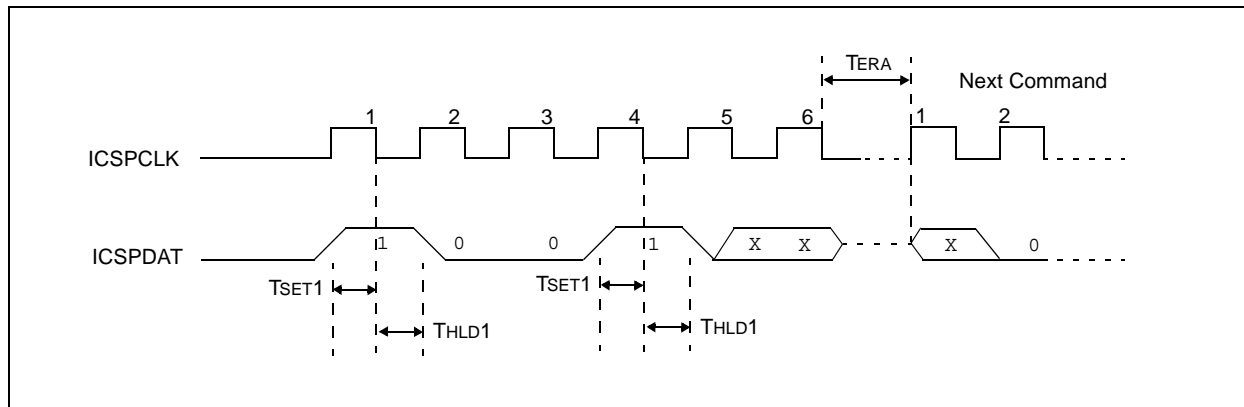 TERA
Next Command
1 2 3 4 5 6 1 2
ICSPCLK
1 0 0 1 X X X 0
ICSPDAT
TSET1 TSET1
THLD1 THLD1